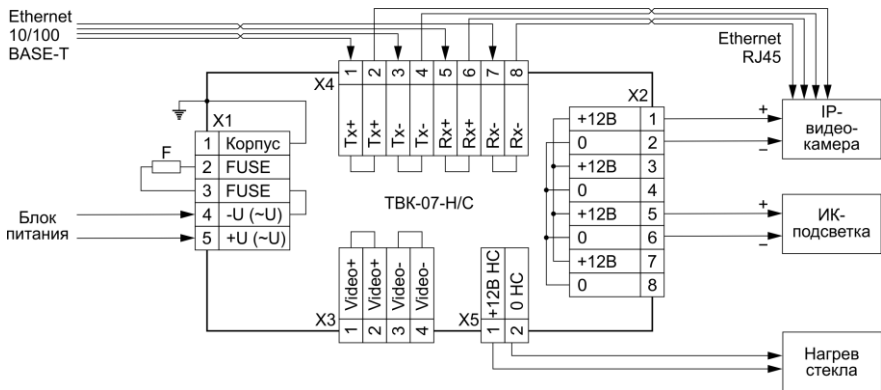 Ethernet
10/100
BASE-T
Ethernet
RJ45
X4
1 2 3 4 5 6 7 8
Tx+ Tx+ Tx- Tx- Rx+ Rx+ Rx- Rx-
X1
1 Корпус
2 FUSE
3 FUSE
4 -U (~U)
5 +U (~U)
F
Блок
питания
ТВК-07-Н/С
X2
+12В 1
0 2
+12В 3
0 4
+12В 5
0 6
+12В 7
0 8
+
–
IP-
видео-
камера
+
–
ИК-
подсветка
X3
Video+ Video+ Video- Video-
1 2 3 4
X5
+12В НС 0 НС
1 2
Нагрев
стекла